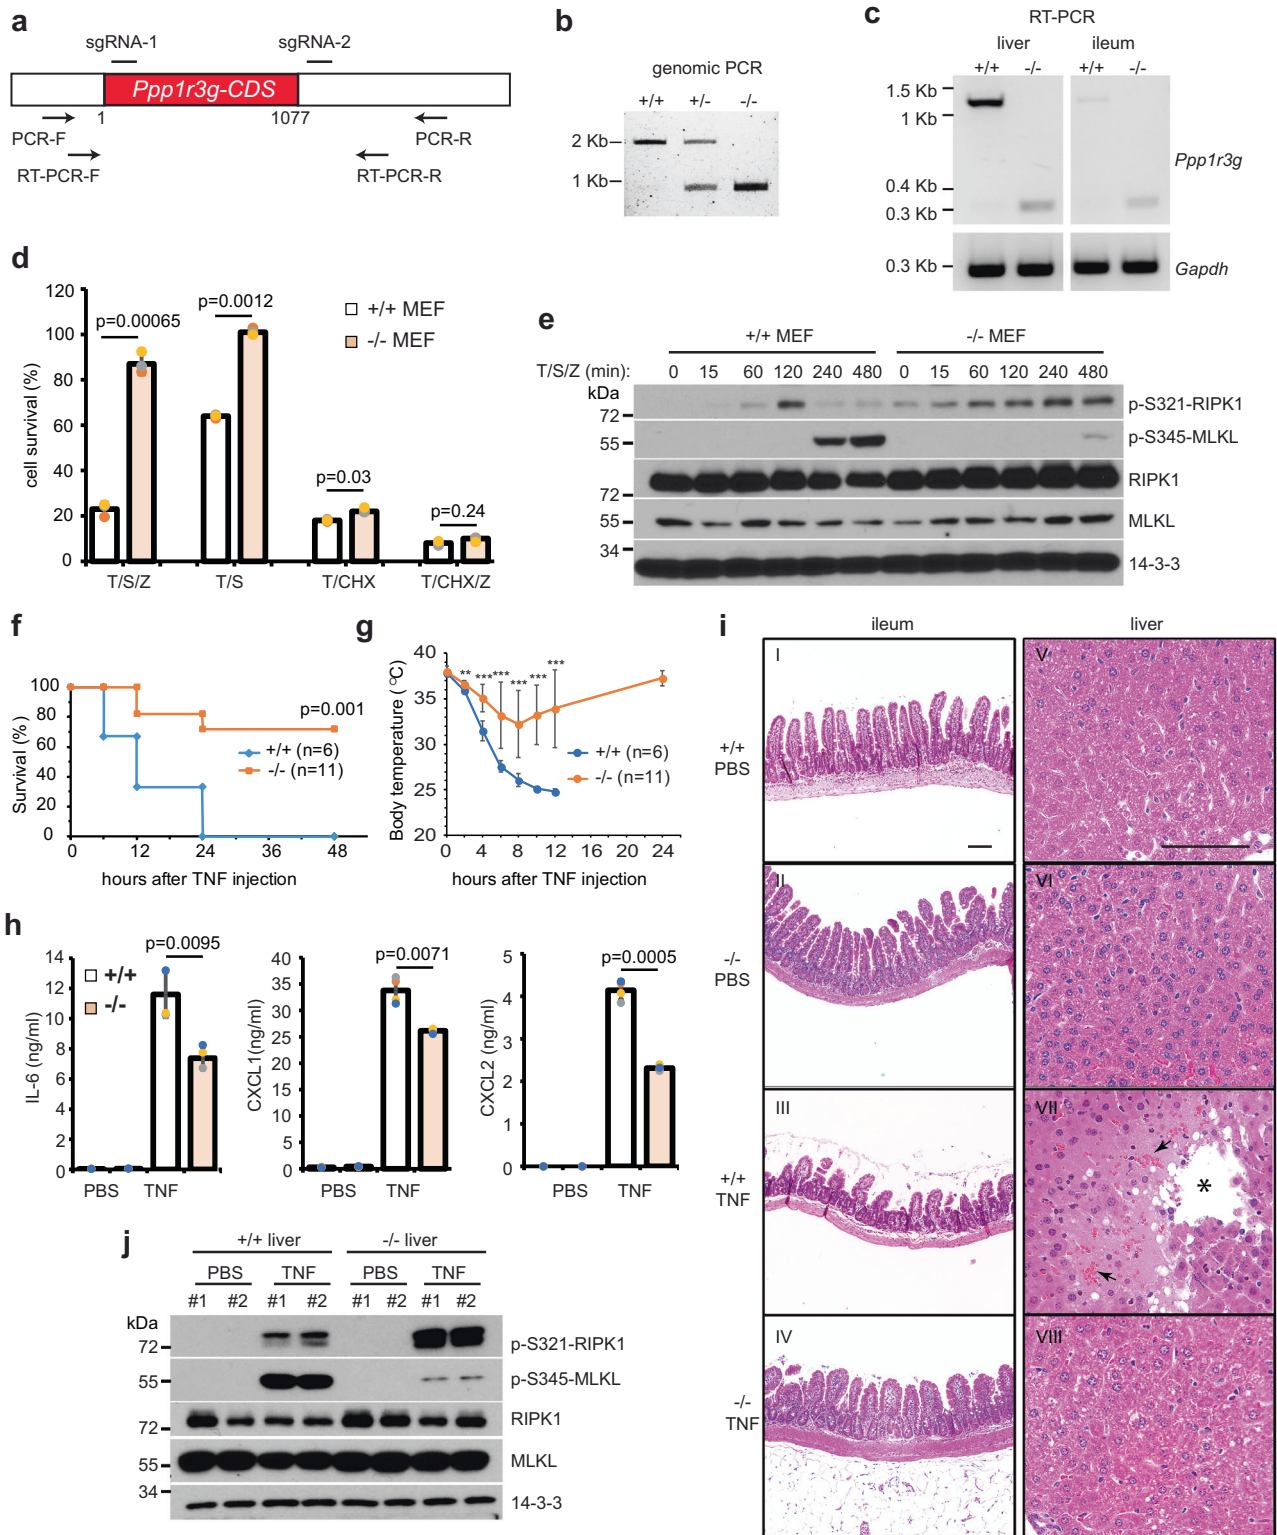 a
sgRNA-1
sgRNA-2
Ppp1r3g-CDS
1
1077
PCR-F
PCR-R
RT-PCR-F
RT-PCR-R
b
genomic PCR
+/+ +/- -/-
2 Kb
1 Kb
c
RT-PCR
liver ileum
+/+ -/- +/+ -/-
1.5 Kb
1 Kb
Ppp1r3g
0.4 Kb
0.3 Kb
0.3 Kb
Gapdh
d
cell survival (%)
120
100
80
60
40
20
0
p=0.00065
p=0.0012
p=0.03
p=0.24
+/+ MEF
-/- MEF
T/S/Z T/S T/CHX T/CHX/Z
e
+/+ MEF -/- MEF
T/S/Z (min): 0 15 60 120 240 480 0 15 60 120 240 480
kDa
72
p-S321-RIPK1
55
p-S345-MLKL
RIPK1
72
55
MLKL
34
14-3-3
f
Survival (%)
100
80
60
40
20
0
p=0.001
+/+ (n=6)
-/- (n=11)
0 12 24 36 48
hours after TNF injection
g
Body temperature (°C)
40
35
30
25
20
** *** *** *** *** ***
+/+ (n=6)
-/- (n=11)
0 4 8 12 16 20 24
hours after TNF injection
h
IL-6 (ng/ml)
14
12
10
8
6
4
2
0
+/+
-/-
p=0.0095
PBS TNF
CXCL1(ng/ml)
40
35
30
25
20
15
10
5
0
p=0.0071
PBS TNF
CXCL2 (ng/ml)
5
4
3
2
1
0
p=0.0005
PBS TNF
i
ileum liver
+/+
PBS
I
V
-/-
PBS
II
VI
+/+
TNF
III
VII
*
-/-
TNF
IV
VIII
j
+/+ liver -/- liver
PBS TNF PBS TNF
#1 #2 #1 #2 #1 #2 #1 #2
kDa
72
p-S321-RIPK1
55
p-S345-MLKL
RIPK1
72
MLKL
55
34
14-3-3